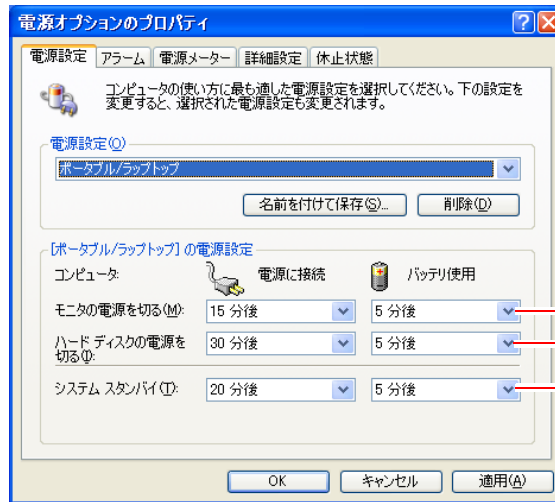 電源オプションのプロパティ
電源設定 アラーム 電源メーター 詳細設定 休止状態
コンピュータの使い方に最も適した電源設定を選択してください。下の設定を
変更すると、選択された電源設定も変更されます。
電源設定(O)
ポータブル/ラップトップ
名前を付けて保存(S)... 削除(D)
[ポータブル/ラップトップ] の電源設定
コンピュータ: 電源に接続 バッテリ使用
モニタの電源を切る(M): 15 分後 5 分後
ハード ディスクの電源を
切る(I): 30 分後 5 分後
システム スタンバイ(T): 20 分後 5 分後
OK キャンセル 適用(A)